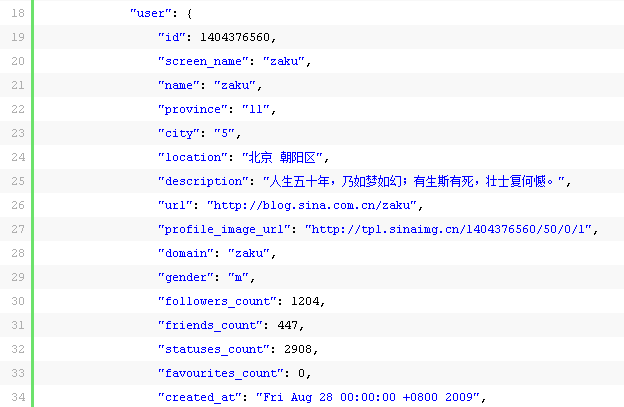 18 "user": {
19 "id": 1404376560,
20 "screen_name": "zaku",
21 "name": "zaku",
22 "province": "11",
23 "city": "5",
24 "location": "北京 朝阳区",
25 "description": "人生五十年，乃如梦如幻；有生斯有死，壮士复何憾。",
26 "url": "http://blog.sina.com.cn/zaku",
27 "profile_image_url": "http://tp1.sinaimg.cn/1404376560/50/0/1",
28 "domain": "zaku",
29 "gender": "m",
30 "followers_count": 1204,
31 "friends_count": 447,
32 "statuses_count": 2908,
33 "favourites_count": 0,
34 "created_at": "Fri Aug 28 00:00:00 +0800 2009",